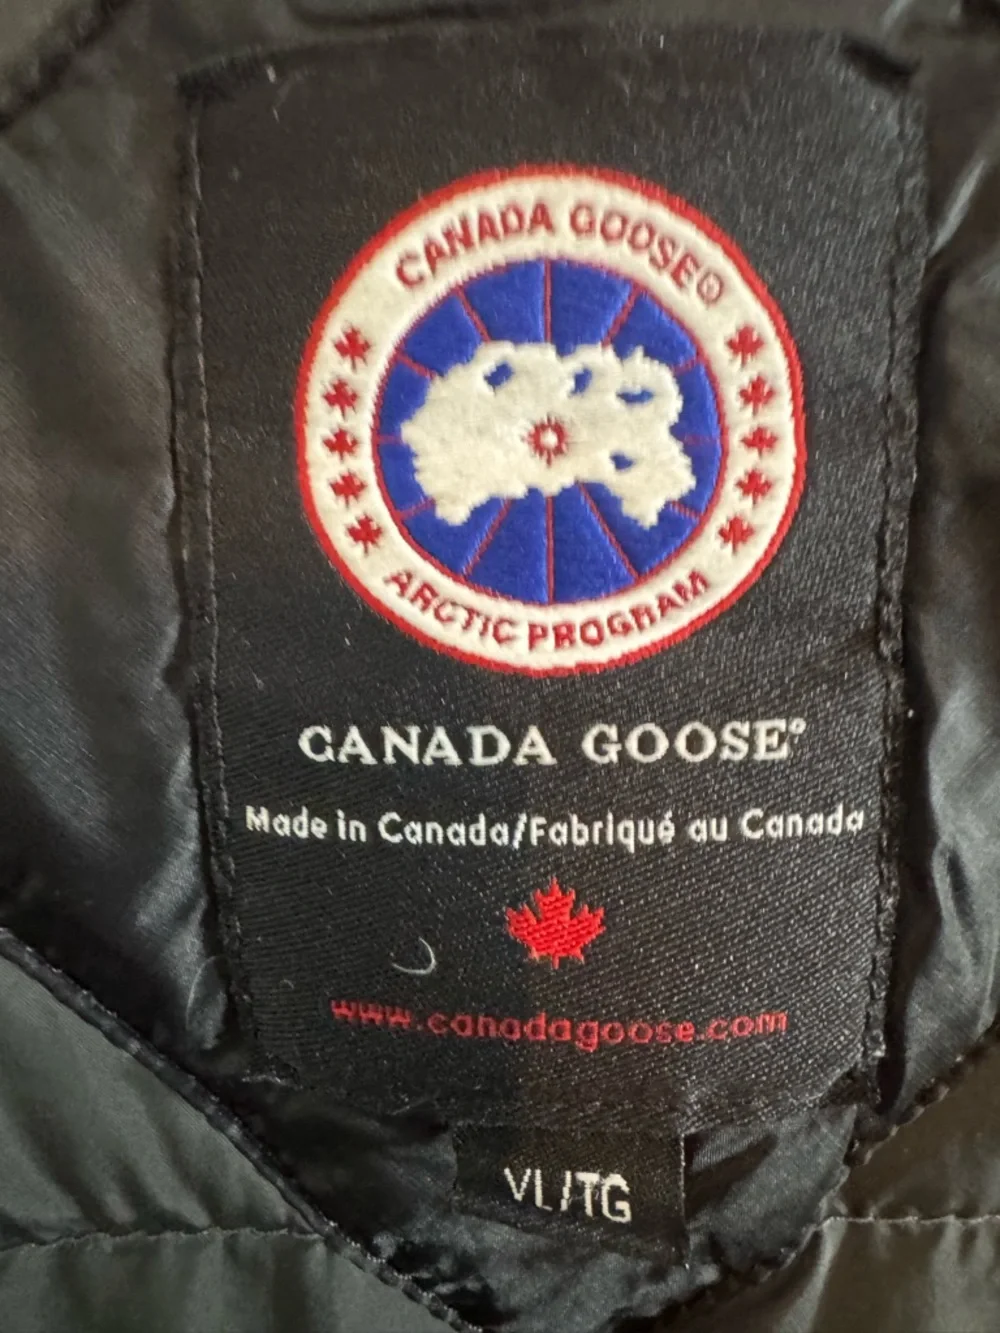 CANADA GOOSE®
ARCTIC PROGRAM
CANADA GOOSE®
Made in Canada/Fabriqué au Canada
www.canadagoose.com
VL/TG